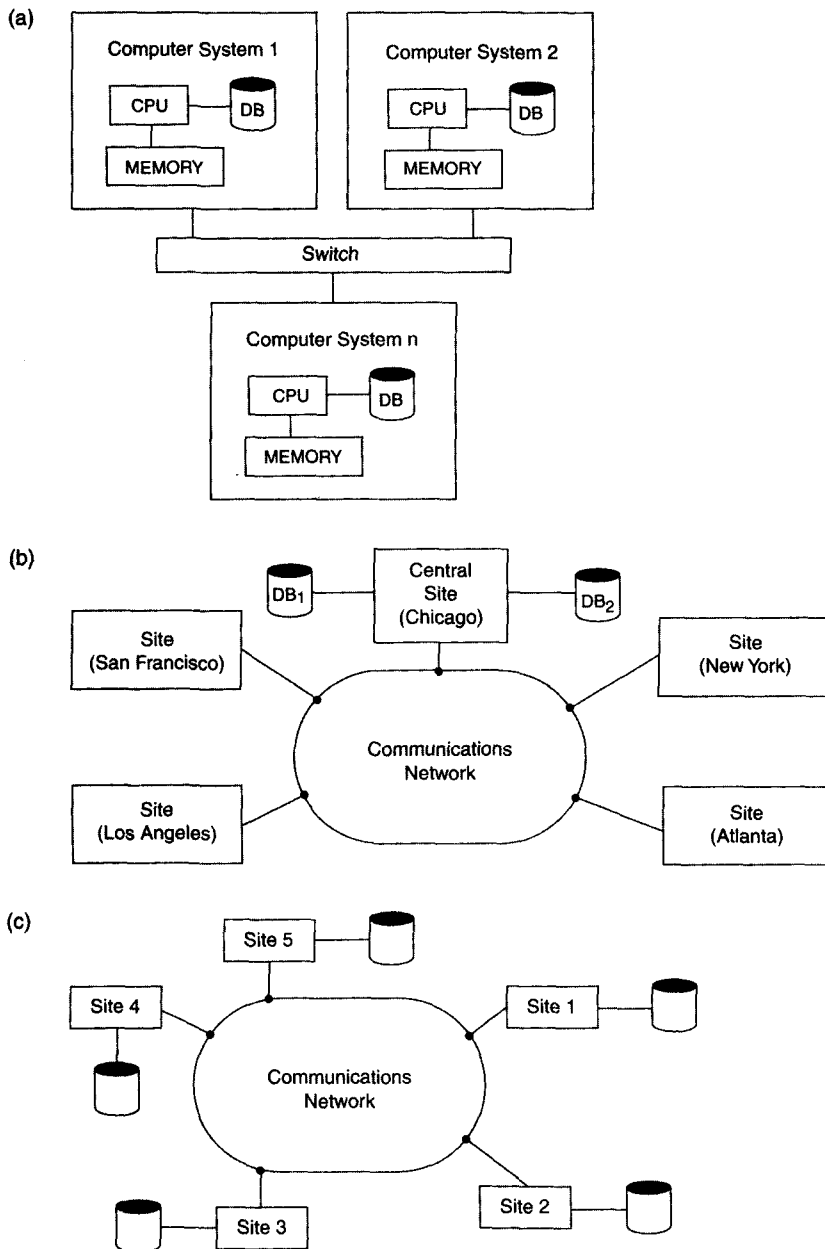 (a)
Computer System 1
CPU
DB
MEMORY
Computer System 2
CPU
DB
MEMORY
Switch
Computer System n
CPU
DB
MEMORY
(b)
DB1
Central
Site
(Chicago)
DB2
Site
(San Francisco)
Site
(New York)
Communications
Network
Site
(Los Angeles)
Site
(Atlanta)
(c)
Site 5
Site 4
Site 1
Communications
Network
Site 3
Site 2